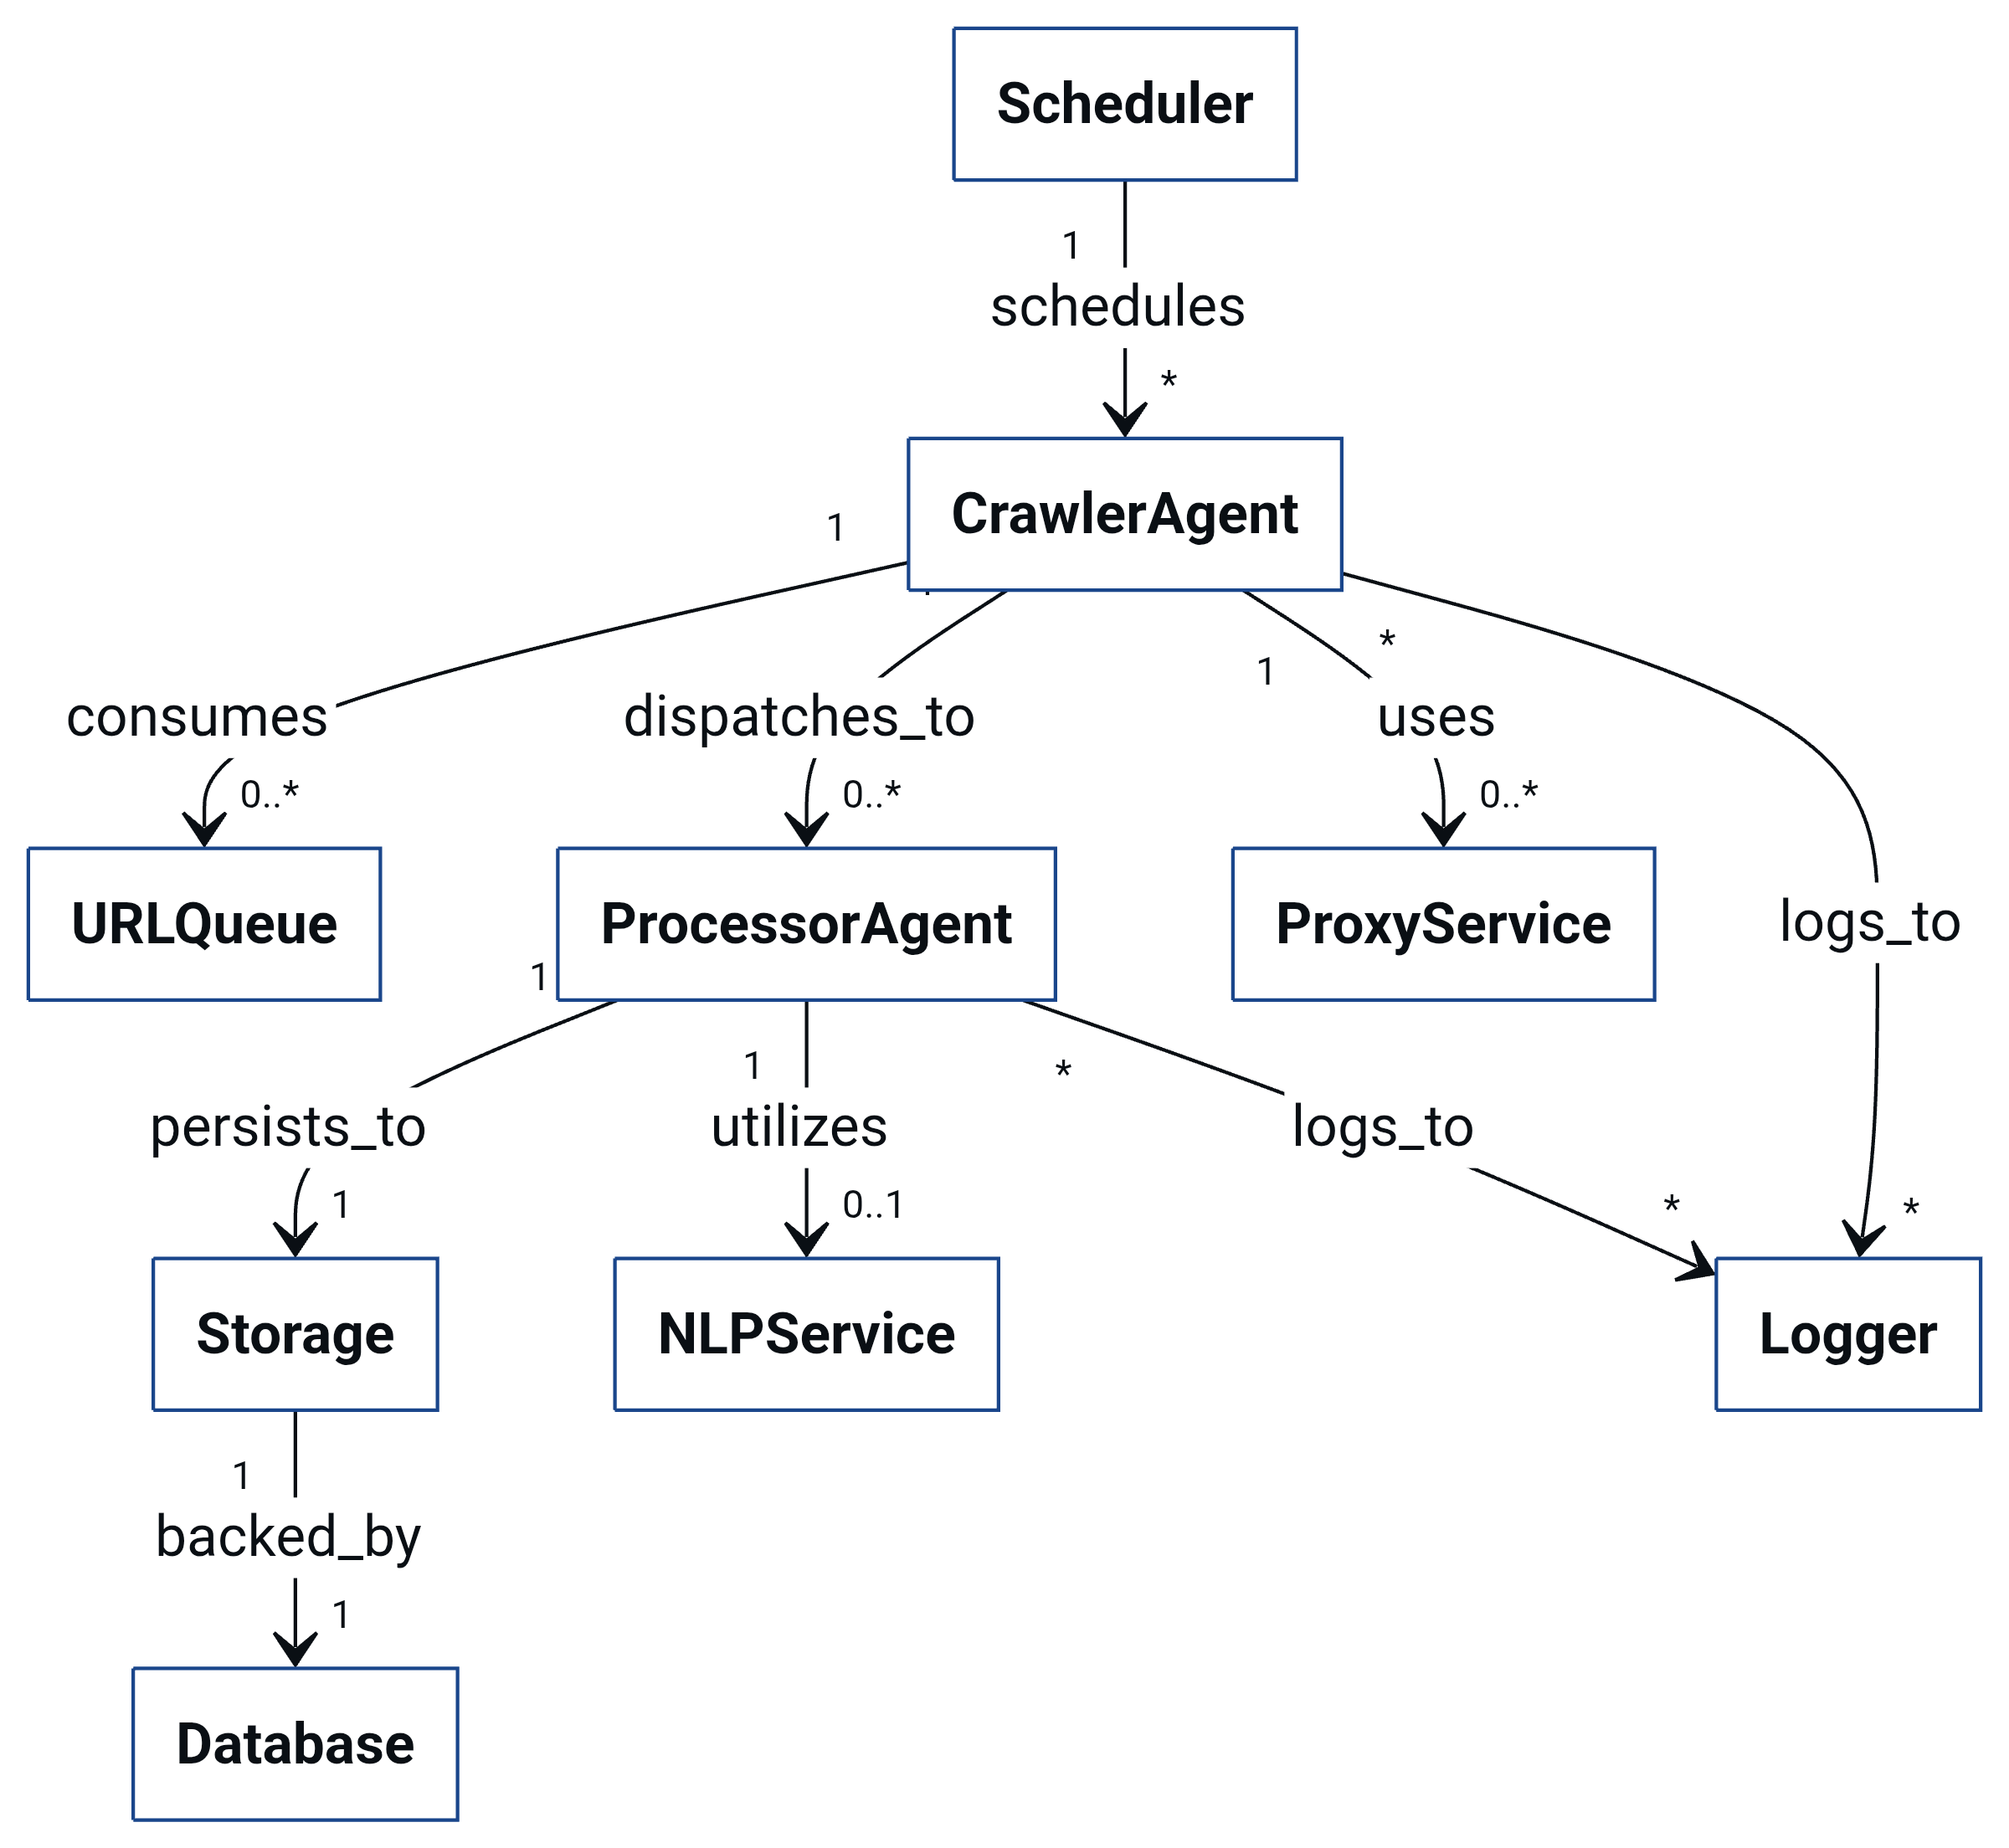 Scheduler
1
schedules
*
CrawlerAgent
1
*
1
consumes
dispatches_to
uses
0..*
0..*
0..*
URLQueue
ProcessorAgent
ProxyService
logs_to
1
1
*
persists_to
utilizes
logs_to
1
0..1
*
*
Storage
NLPService
Logger
1
backed_by
1
Database